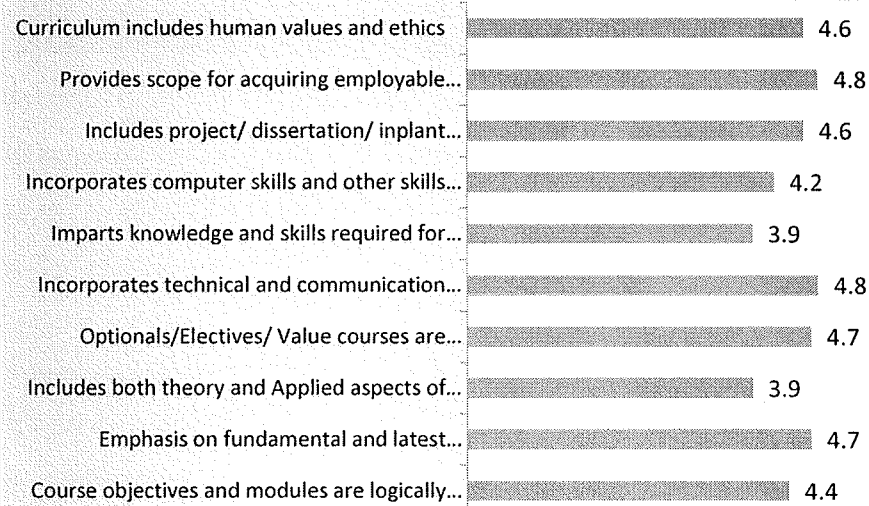 Curriculum includes human values and ethics 4.6
Provides scope for acquiring employable... 4.8
Includes project/ dissertation/ inplant... 4.6
Incorporates computer skills and other skills... 4.2
Imparts knowledge and skills required for... 3.9
Incorporates technical and communication... 4.8
Optionals/Electives/ Value courses are... 4.7
Includes both theory and Applied aspects of... 3.9
Emphasis on fundamental and latest... 4.7
Course objectives and modules are logically... 4.4